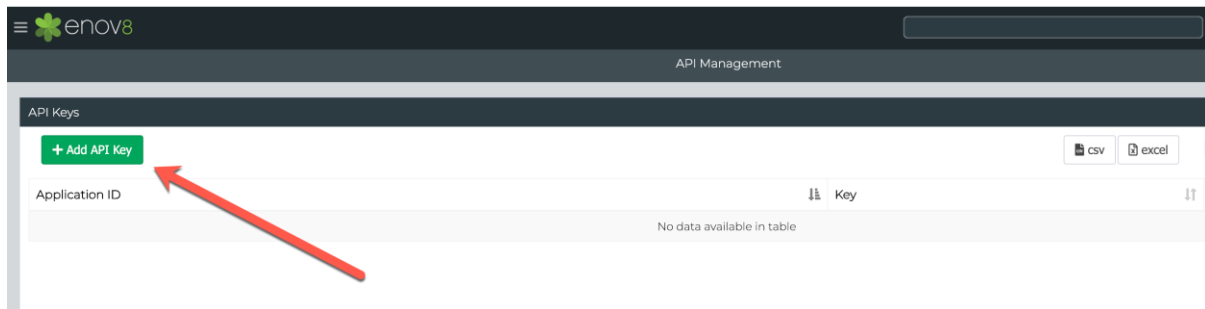 enov8
API Management
API Keys
+ Add API Key
csv
excel
Application ID
Key
No data available in table